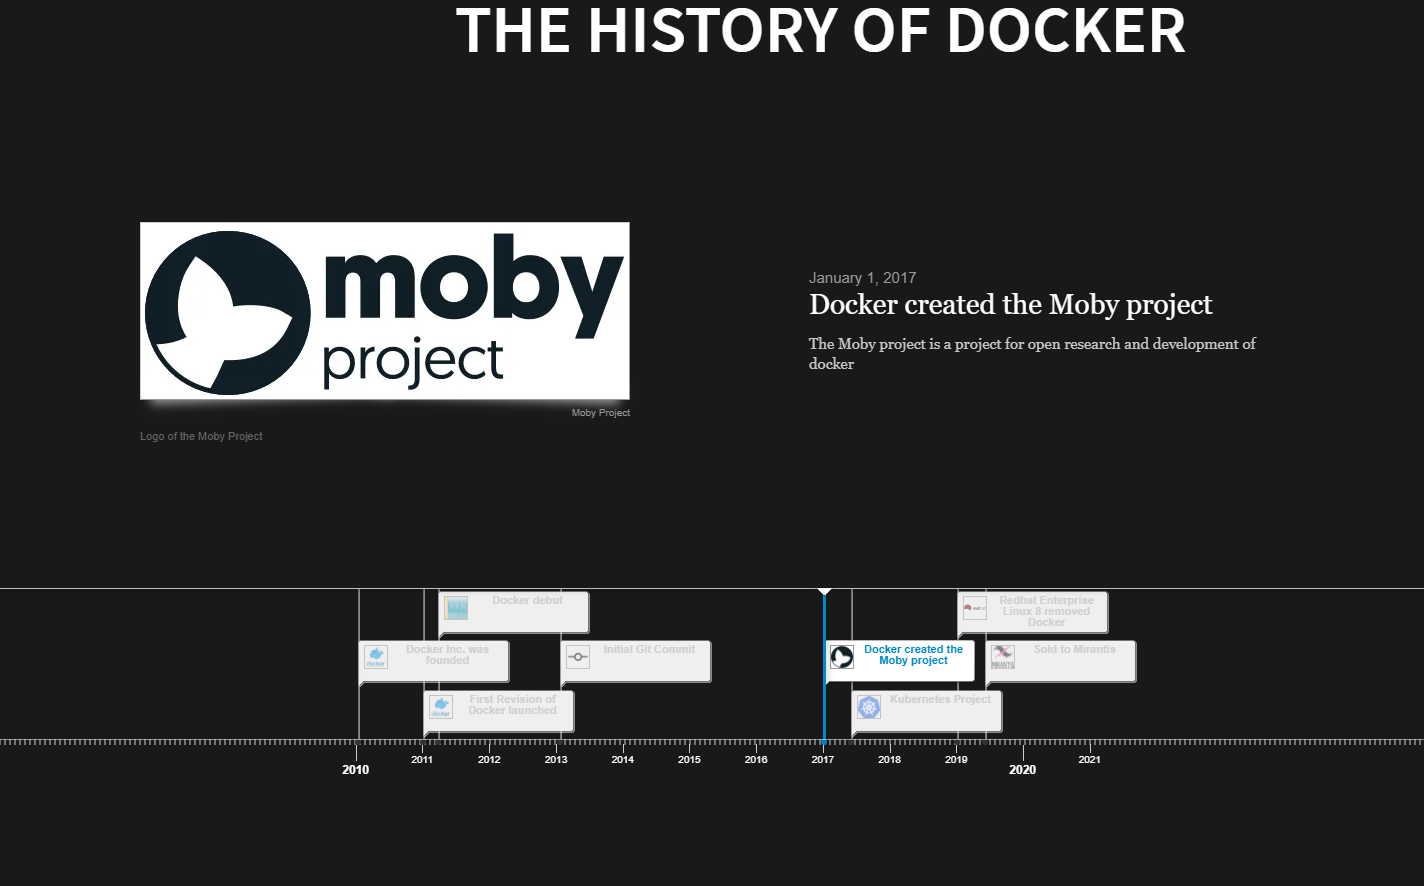 THE HISTORY OF DOCKER
moby
project
Moby Project
Logo of the Moby Project
January 1, 2017
Docker created the Moby project
The Moby project is a project for open research and development of
docker
Docker debut
Redhat Enterprise
Linux 8 removed
Docker
Docker Inc. was
founded
docker
Initial Git Commit
Docker created the
Moby project
Sold to Mirantis
MIRANTIS
First Revision of
Docker launched
docker
Kubernetes Project
2010
2011
2012
2013
2014
2015
2016
2017
2018
2019
2020
2021